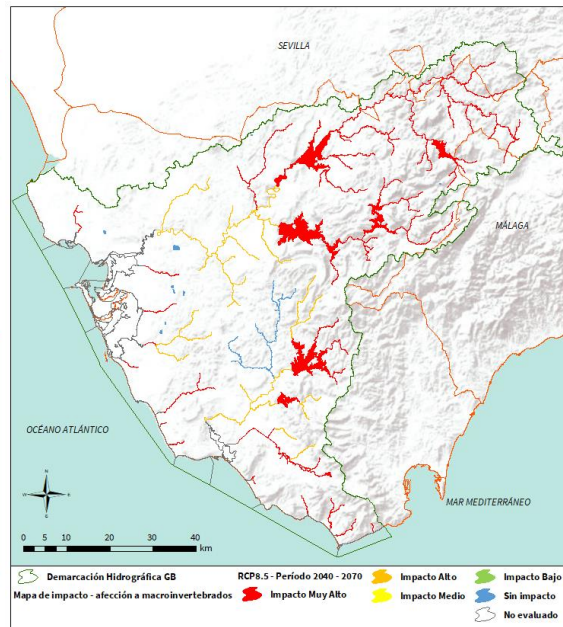 SEVILLA
MÁLAGA
OCÉANO ATLÁNTICO
MAR MEDITERRÁNEO
N
W E
S
0 5 10 20 30 40
km
Demarcación Hidrográfica GB
Mapa de impacto - afección a macroinvertebrados
RCP8.5 - Período 2040 - 2070
Impacto Muy Alto
Impacto Alto
Impacto Medio
Impacto Bajo
Sin impacto
No evaluado